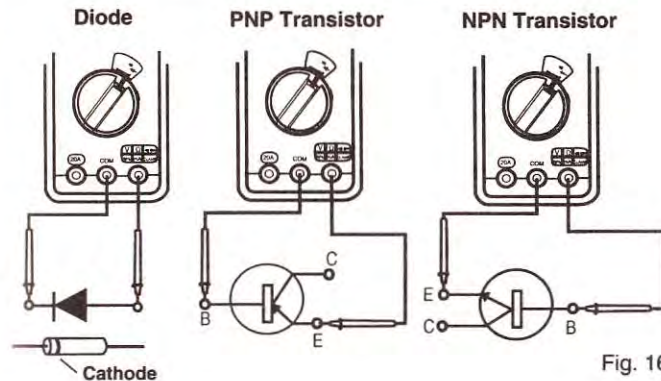 Diode
PNP Transistor
NPN Transistor
20A
COM
20A
COM
20A
COM
C
B
E
E
C
B
Cathode
Fig. 16